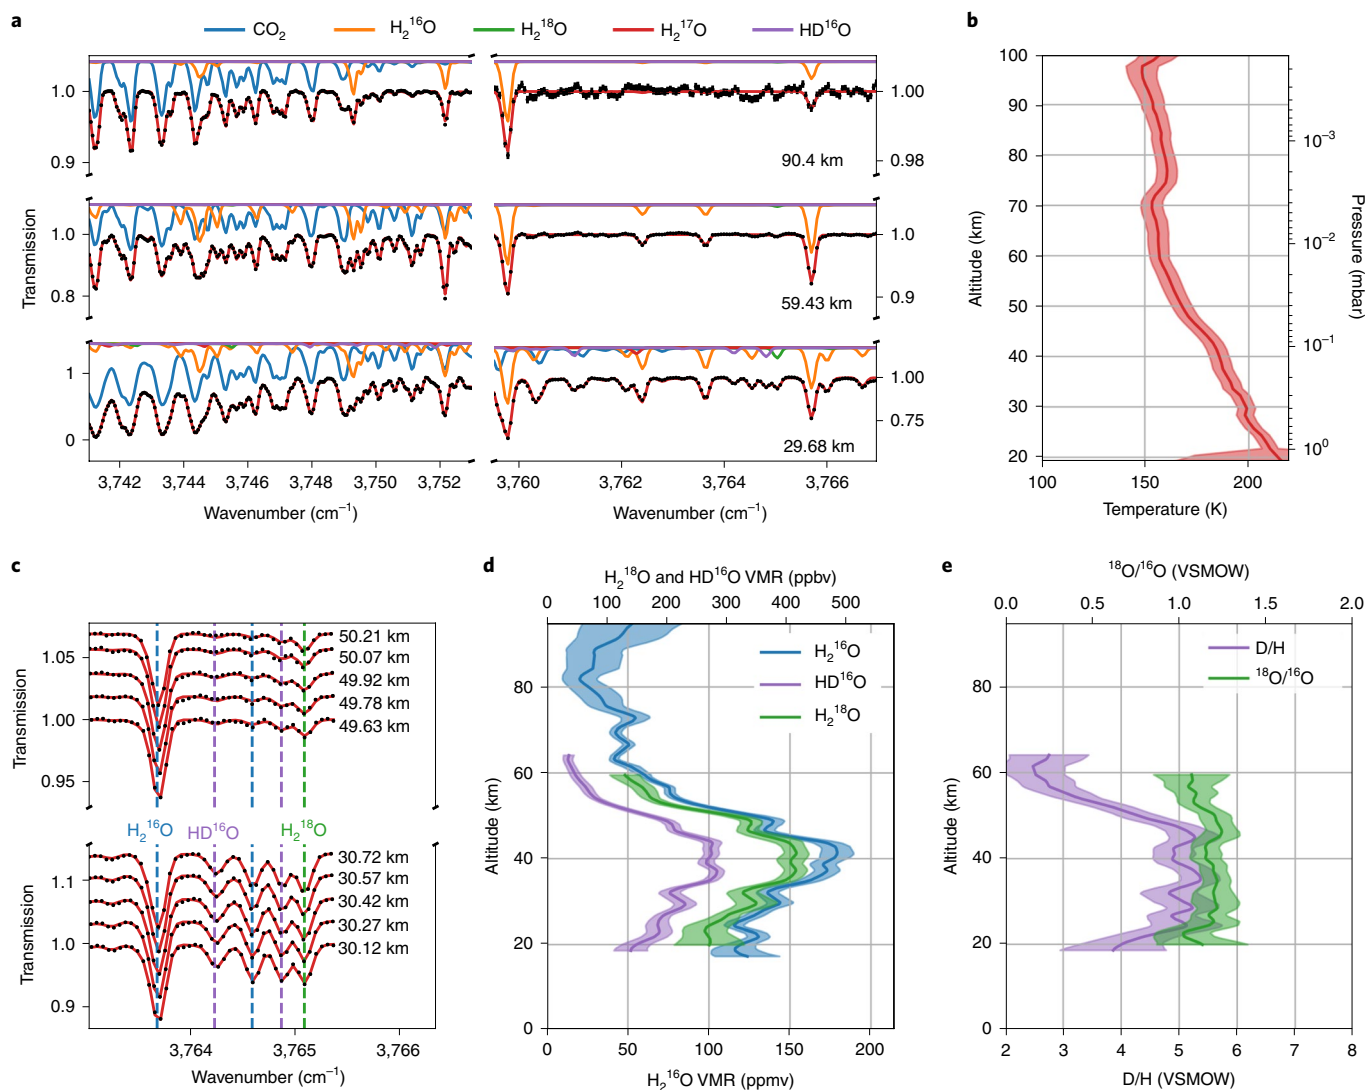 a
CO2 H2^16O H2^18O H2^17O HD^16O
1.0
0.9
1.00
0.98
90.4 km
Transmission
1.0
0.8
1.0
0.9
59.43 km
1
0
1.00
0.75
29.68 km
3,742 3,744 3,746 3,748 3,750 3,752
3,760 3,762 3,764 3,766
Wavenumber (cm−1)
Wavenumber (cm−1)
b
100
90
80
70
60
50
40
30
20
Altitude (km)
10−3
10−2
10−1
10^0
Pressure (mbar)
100 150 200
Temperature (K)
c
1.05
1.00
0.95
Transmission
50.21 km
50.07 km
49.92 km
49.78 km
49.63 km
H2^16O HD^16O H2^18O
1.1
1.0
0.9
Transmission
30.72 km
30.57 km
30.42 km
30.27 km
30.12 km
3,764 3,765 3,766
Wavenumber (cm−1)
d
H2^18O and HD^16O VMR (ppbv)
0 100 200 300 400 500
H2^16O
HD^16O
H2^18O
80
60
40
20
0
Altitude (km)
0 50 100 150 200
H2^16O VMR (ppmv)
e
18O/16O (VSMOW)
0.0 0.5 1.0 1.5 2.0
D/H
18O/16O
80
60
40
20
0
Altitude (km)
2 3 4 5 6 7 8
D/H (VSMOW)